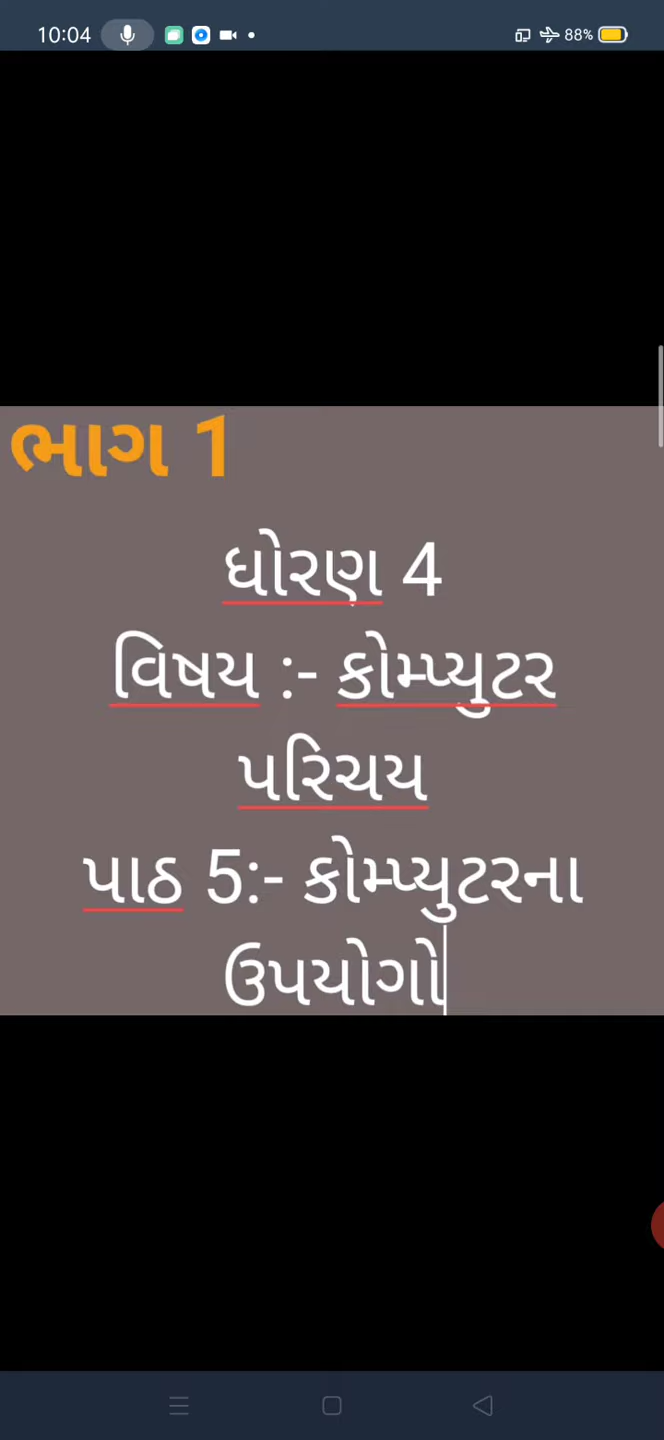 10:04 88%
ભાગ 1
ધોરણ 4
વિષય :- કોમ્પ્યુટર
પરિચય
પાઠ 5:- કોમ્પ્યુટરના
ઉપયોગો